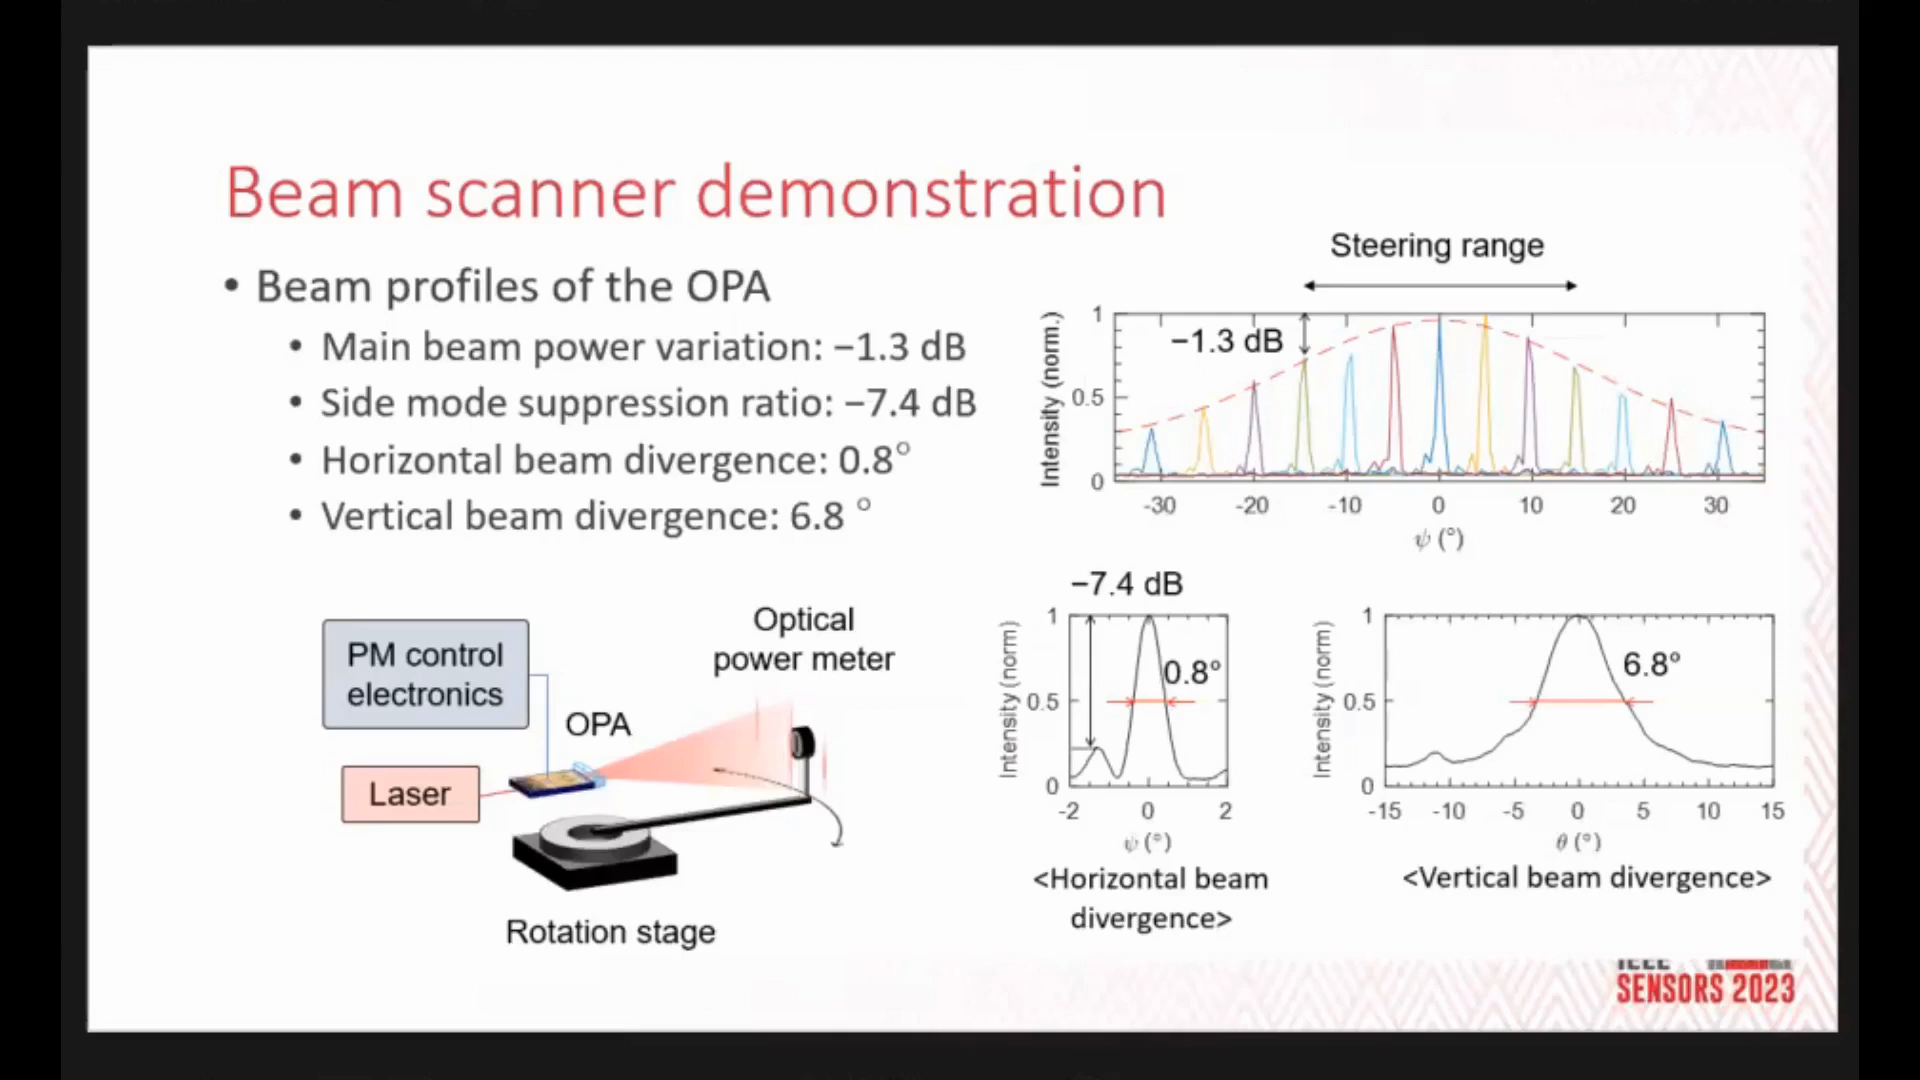 Beam scanner demonstration
• Beam profiles of the OPA
• Main beam power variation: −1.3 dB
• Side mode suppression ratio: −7.4 dB
• Horizontal beam divergence: 0.8°
• Vertical beam divergence: 6.8 °
Steering range
−1.3 dB
Intensity (norm.)
1
0.5
0
-30 -20 -10 0 10 20 30
ψ (°)
PM control
electronics
Laser
OPA
Optical
power meter
Rotation stage
−7.4 dB
Intensity (norm)
1
0.5
0
0.8°
-2 0 2
ψ (°)
<Horizontal beam
divergence>
Intensity (norm)
1
0.5
0
6.8°
-15 -10 -5 0 5 10 15
θ (°)
<Vertical beam divergence>
IEEE
SENSORS 2023